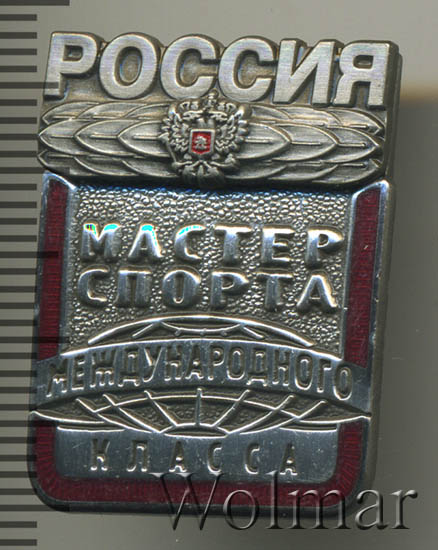 РОССИЯ
МАСТЕР
СПОРТА
МЕЖДУНАРОДНОГО
КЛАССА
Wolmar